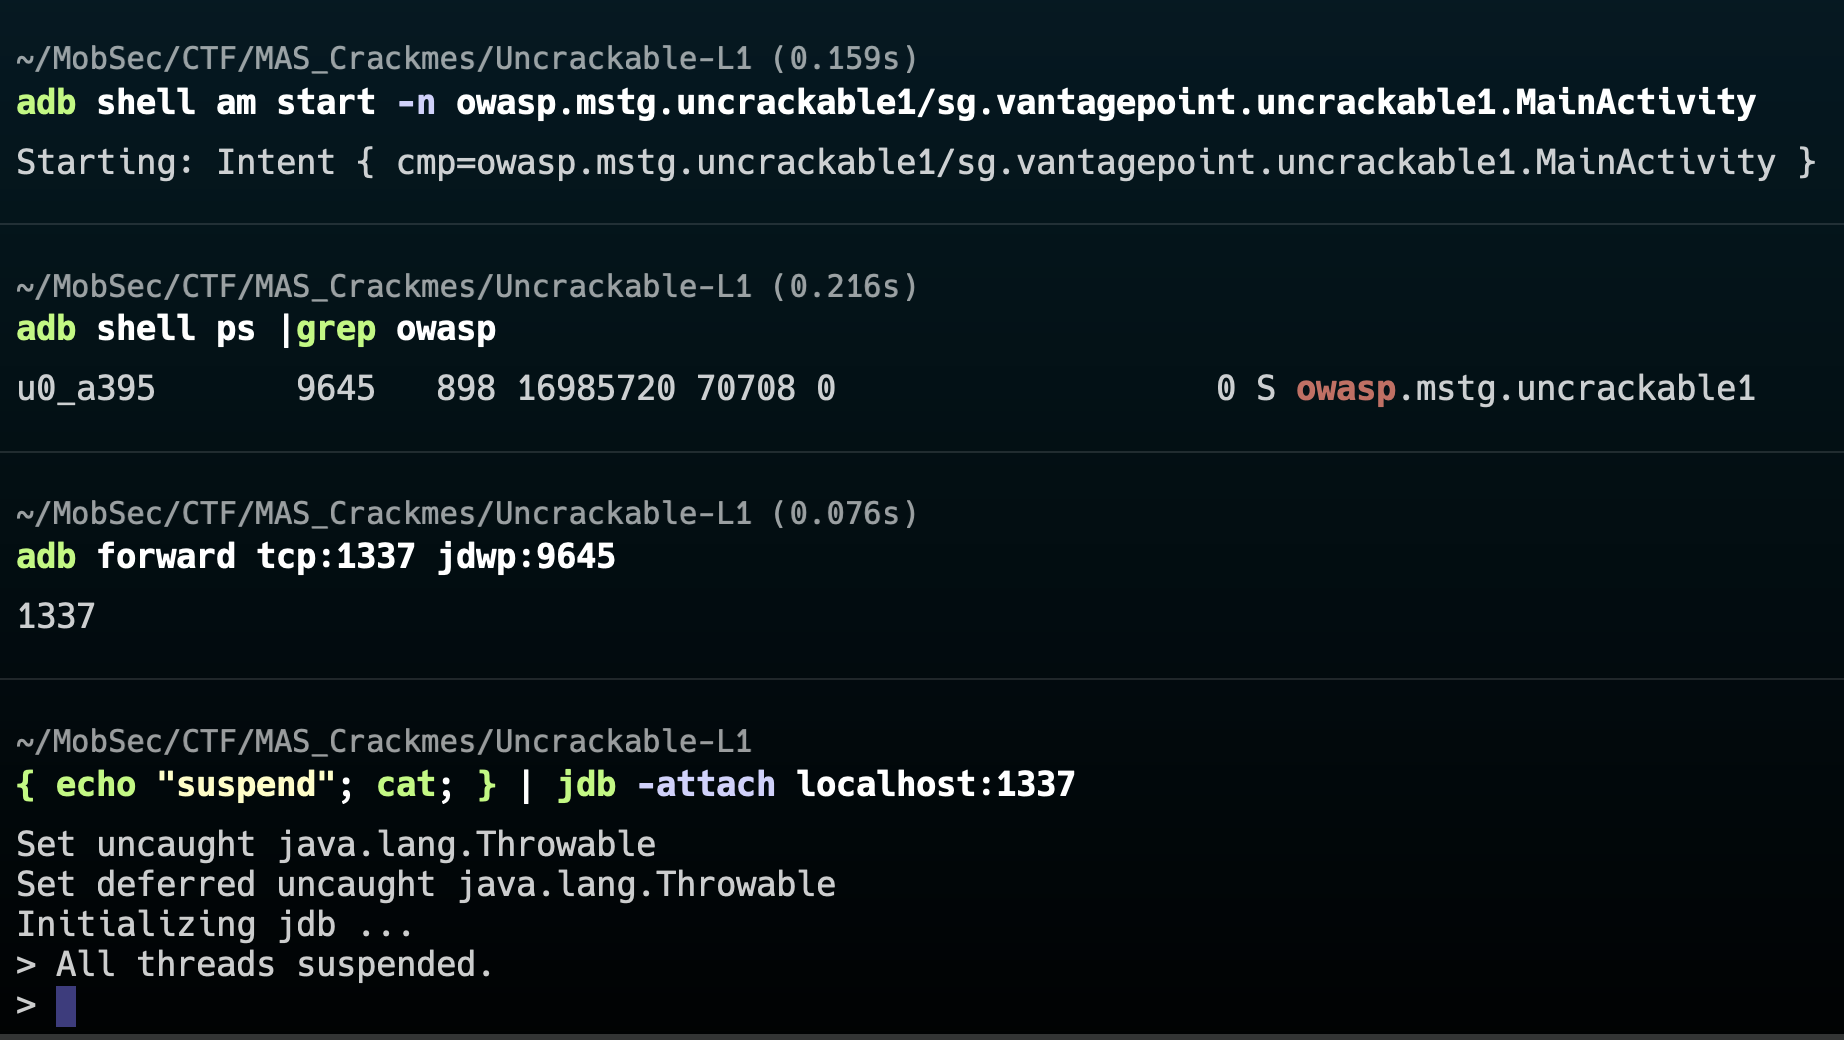 ~/MobSec/CTF/MAS_Crackmes/Uncrackable-L1 (0.159s)
adb shell am start -n owasp.mstg.uncrackable1/sg.vantagepoint.uncrackable1.MainActivity
Starting: Intent { cmp=owasp.mstg.uncrackable1/sg.vantagepoint.uncrackable1.MainActivity }
~/MobSec/CTF/MAS_Crackmes/Uncrackable-L1 (0.216s)
adb shell ps |grep owasp
u0_a395       9645   898 16985720 70708 0                   0 S owasp.mstg.uncrackable1
~/MobSec/CTF/MAS_Crackmes/Uncrackable-L1 (0.076s)
adb forward tcp:1337 jdwp:9645
1337
~/MobSec/CTF/MAS_Crackmes/Uncrackable-L1
{ echo "suspend"; cat; } | jdb -attach localhost:1337
Set uncaught java.lang.Throwable
Set deferred uncaught java.lang.Throwable
Initializing jdb ...
> All threads suspended.
>